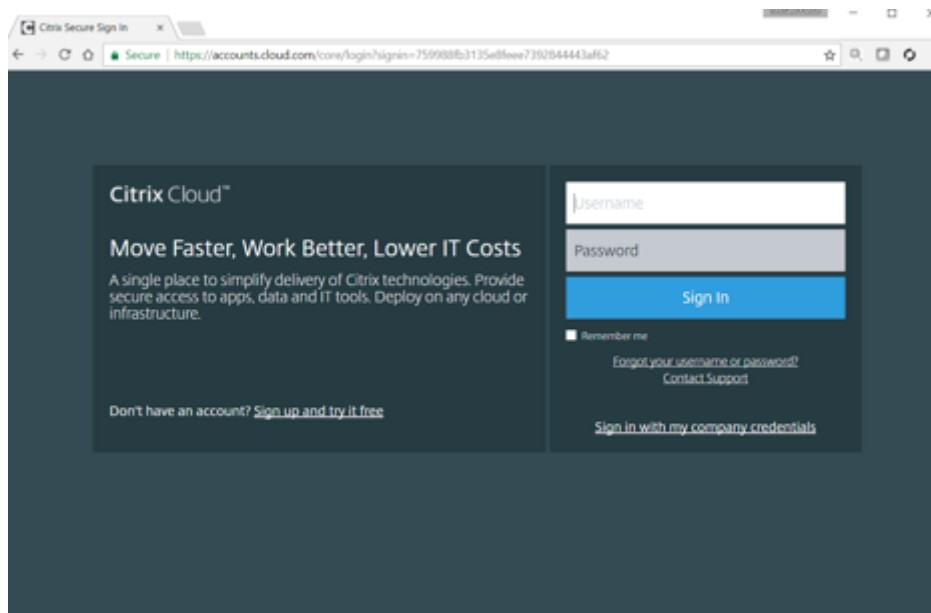 Citrix Secure Sign In
Secure | https://accounts.cloud.com/core/login?signin=759988fb3135e8feee7392844443af62
Citrix Cloud™
Move Faster, Work Better, Lower IT Costs
A single place to simplify delivery of Citrix technologies. Provide
secure access to apps, data and IT tools. Deploy on any cloud or
infrastructure.
Don't have an account? Sign up and try it free
Username
Password
Sign In
Remember me
Forgot your username or password?
Contact Support
Sign in with my company credentials